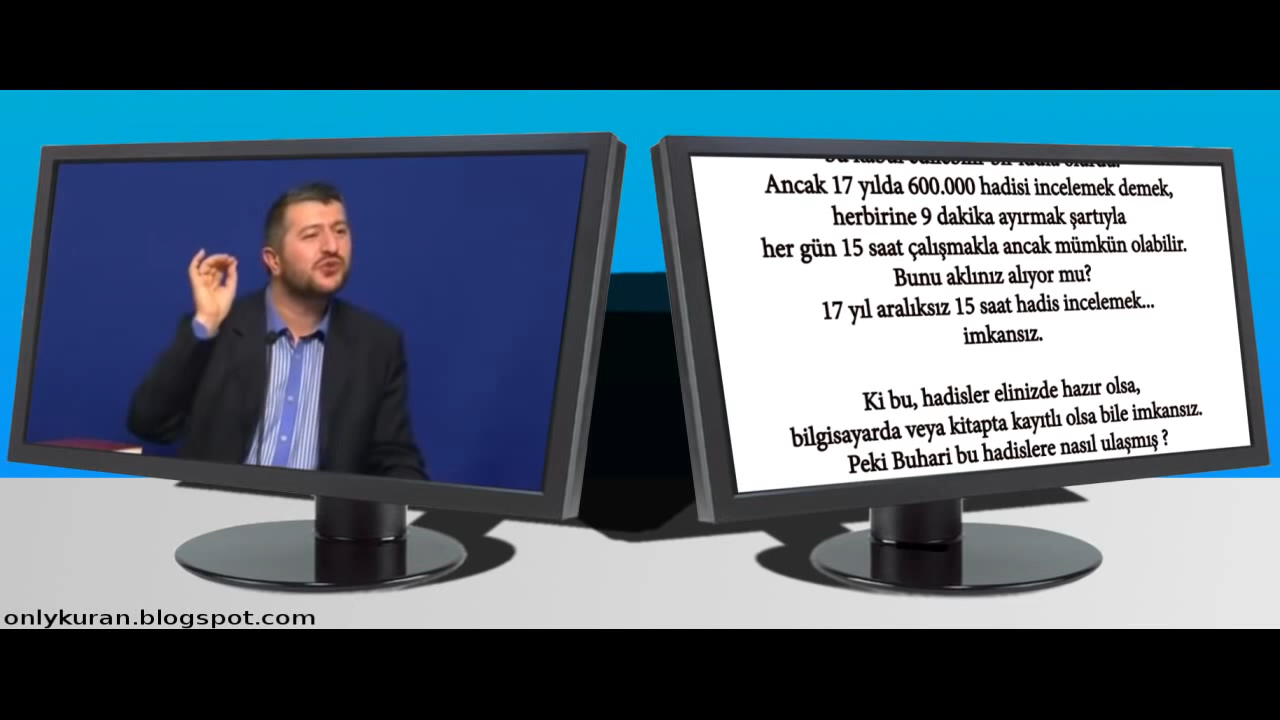 Ancak 17 yılda 600.000 hadisi incelemek demek,
herbirine 9 dakika ayırmak şartıyla
her gün 15 saat çalışmakla ancak mümkün olabilir.
Bunu aklınız alıyor mu?
17 yıl aralıksız 15 saat hadis incelemek...
imkansız.
Ki bu, hadisler elinizde hazır olsa,
bilgisayarda veya kitapta kayıtlı olsa bile imkansız.
Peki Buhari bu hadislere nasıl ulaşmış ?
onlykuran.blogspot.com